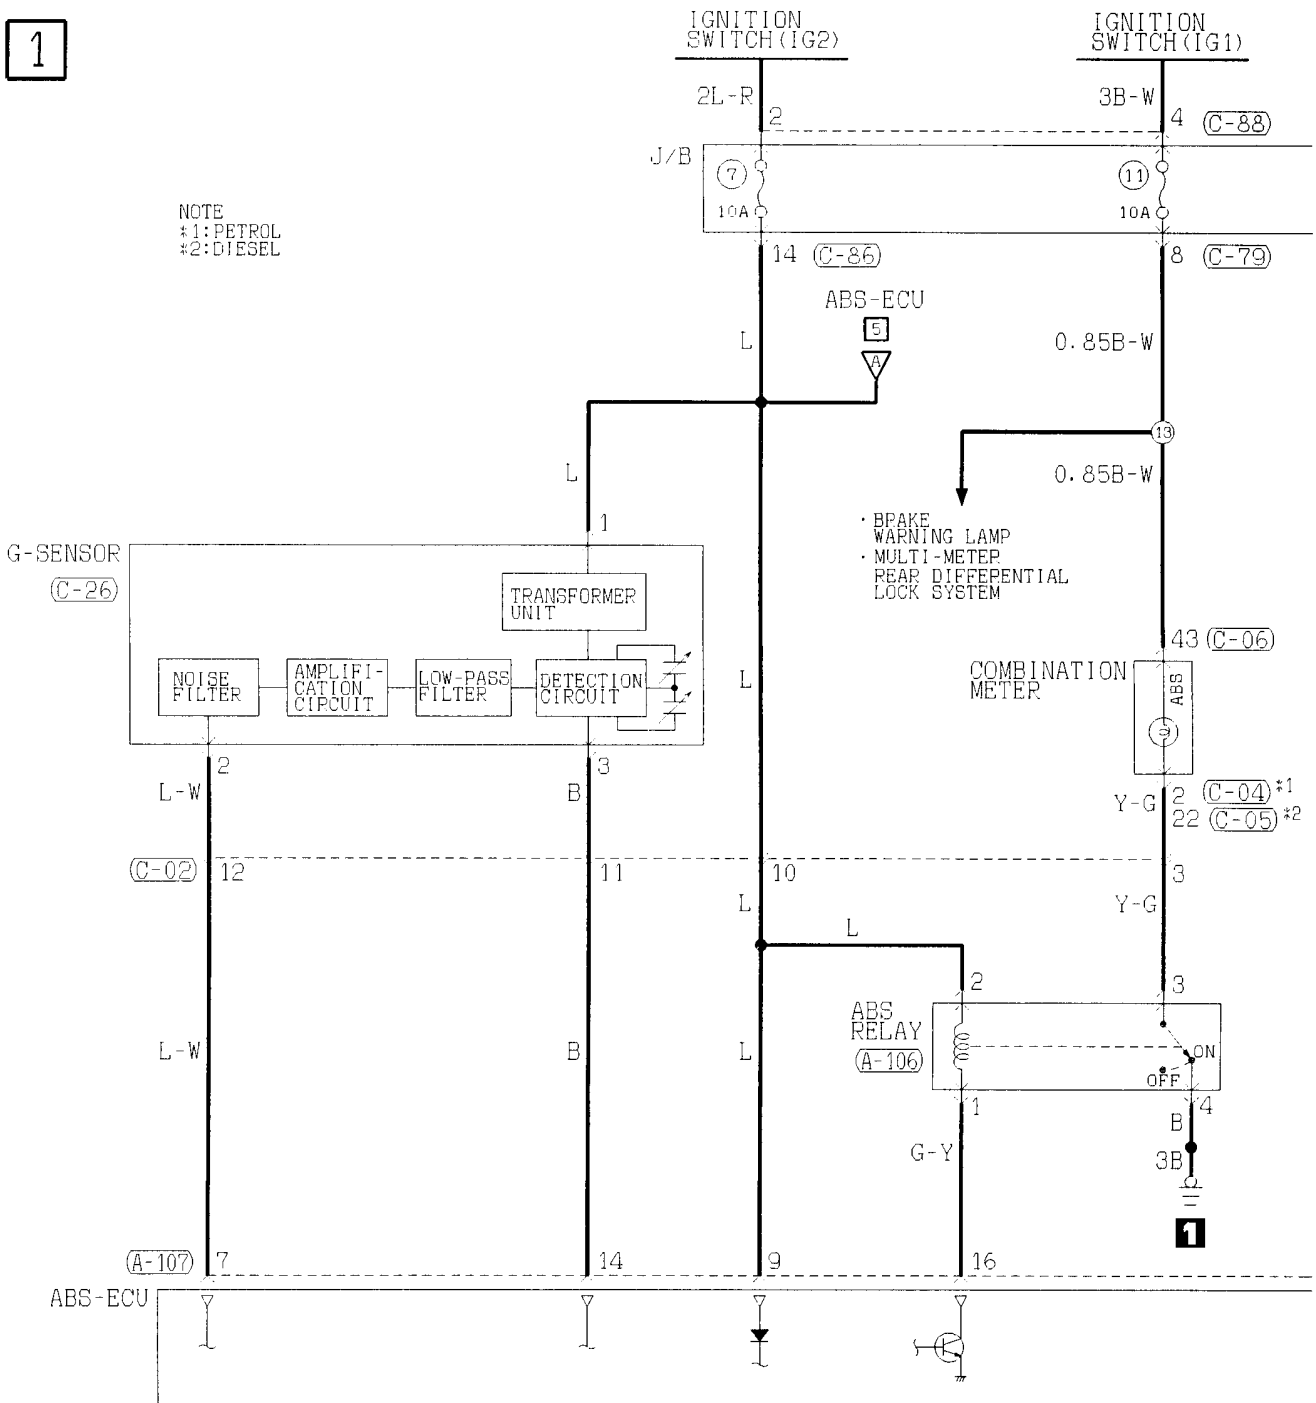 1
IGNITION
SWITCH(IG2)
IGNITION
SWITCH(IG1)
2L-R
2
3B-W
4
C-88
J/B
7
10A
11
10A
NOTE
*1:PETROL
*2:DIESEL
14
C-86
8
C-79
ABS-ECU
5
A
L
0.85B-W
13
L
0.85B-W
· BRAKE
WARNING LAMP
· MULTI-METER
REAR DIFFERENTIAL
LOCK SYSTEM
1
G-SENSOR
C-26
TRANSFORMER
UNIT
NOISE
FILTER
AMPLIFI-
CATION
CIRCUIT
LOW-PASS
FILTER
DETECTION
CIRCUIT
L
43
C-06
COMBINATION
METER
ABS
2
L-W
3
B
Y-G
2
C-04
*1
22
C-05
*2
C-02
12
11
10
3
L
Y-G
L
2
3
ABS
RELAY
A-106
ON
OFF
L-W
B
L
1
4
G-Y
B
3B
1
A-107
7
14
9
16
ABS-ECU